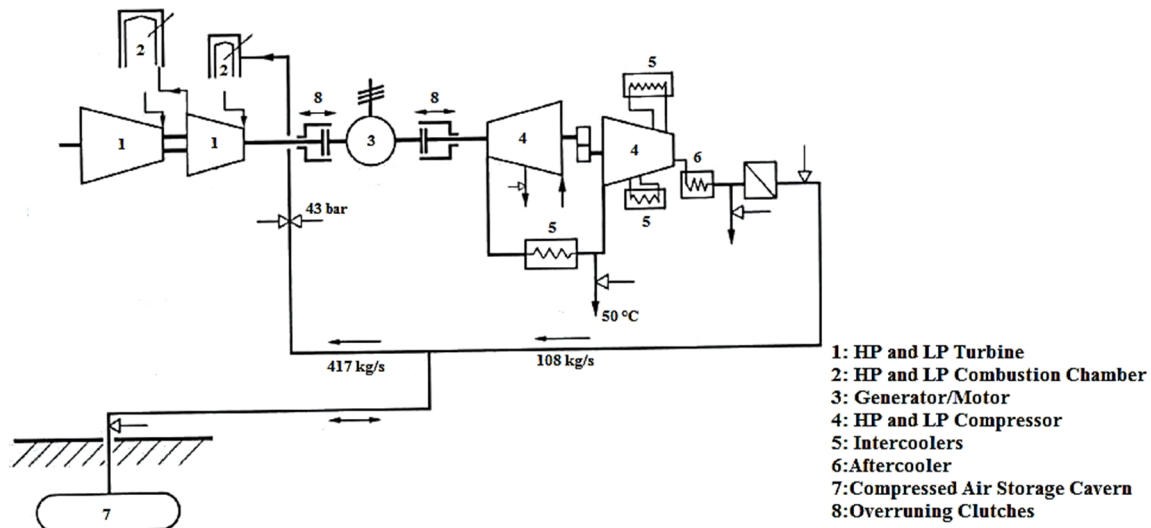 2
2
5
8
8
1
1
3
4
4
6
43 bar
5
5
50 °C
417 kg/s
108 kg/s
7
1: HP and LP Turbine
2: HP and LP Combustion Chamber
3: Generator/Motor
4: HP and LP Compressor
5: Intercoolers
6:Aftercooler
7:Compressed Air Storage Cavern
8:Overruning Clutches